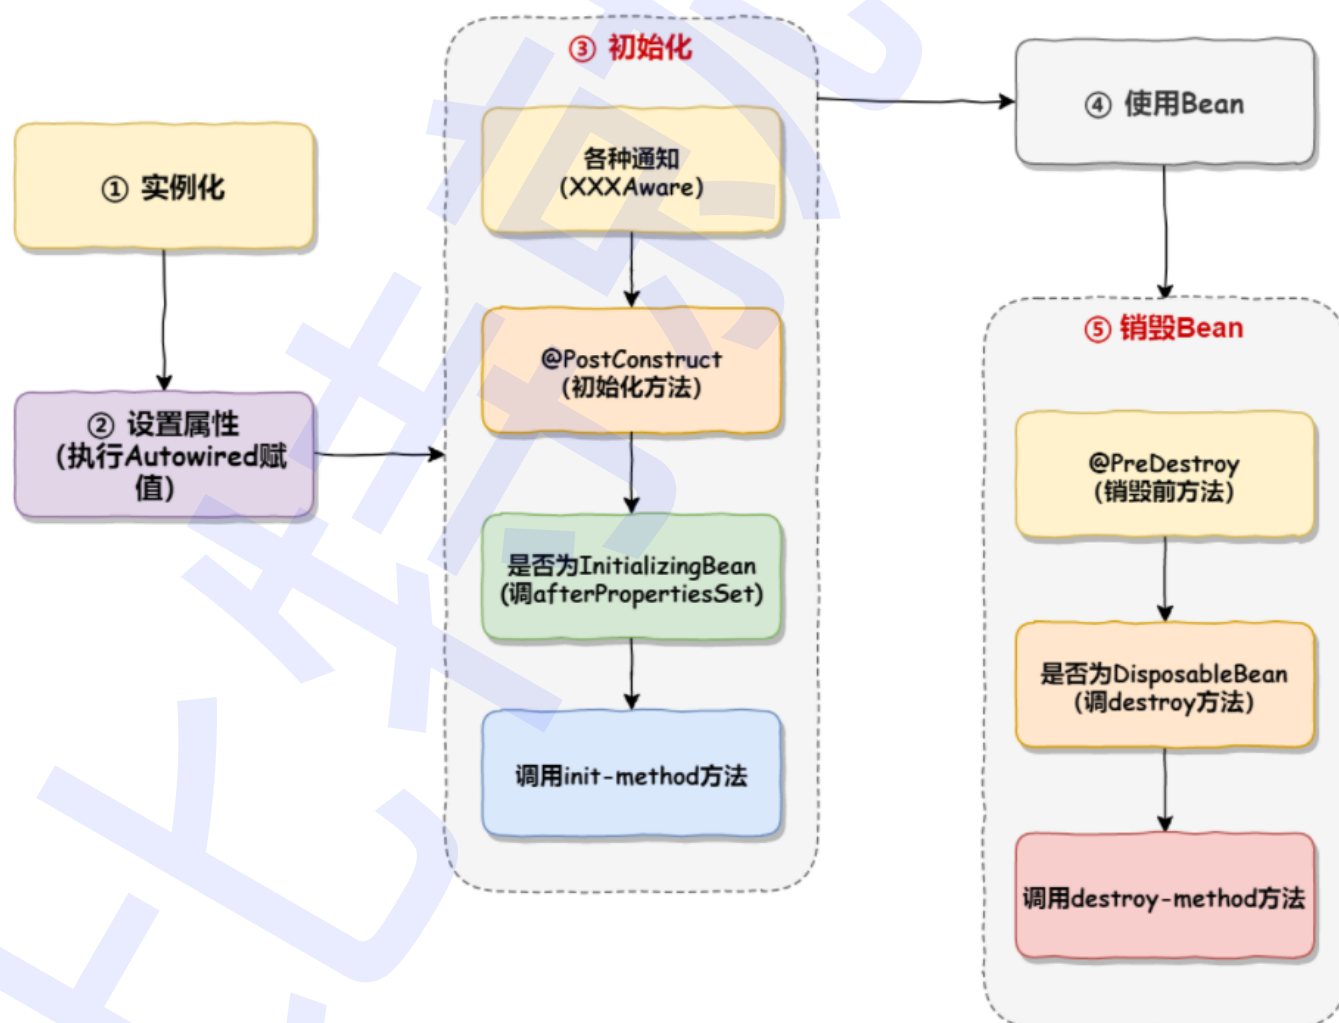 ① 实例化
② 设置属性
(执行Autowired赋
值)
③ 初始化
各种通知
(XXXAware)
@PostConstruct
(初始化方法)
是否为InitializingBean
(调afterPropertiesSet)
调用init-method方法
④ 使用Bean
⑤ 销毁Bean
@PreDestroy
(销毁前方法)
是否为DisposableBean
(调destroy方法)
调用destroy-method方法